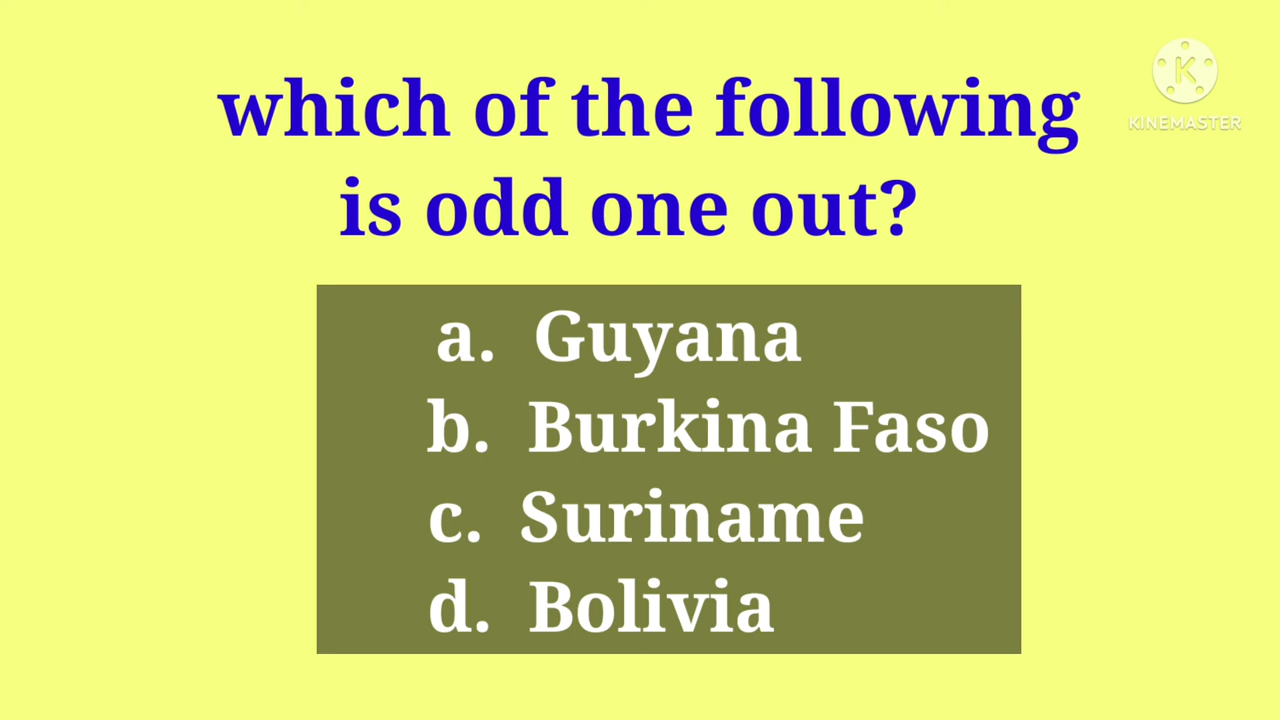 which of the following
is odd one out?
K
KINEMASTER
a. Guyana
b. Burkina Faso
c. Suriname
d. Bolivia